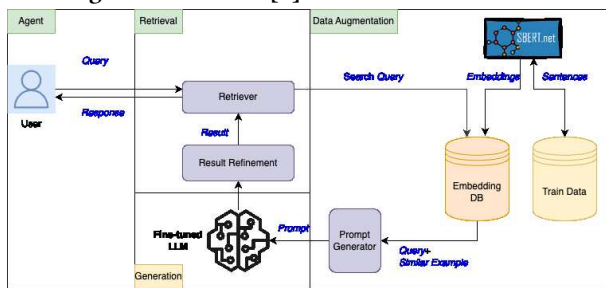 Agent
Retrieval
Data Augmentation
SBERT.net
Query
Search Query
Embeddings
Sentences
Retriever
Response
User
Result
Result Refinement
Embedding
DB
Train Data
Fine-tuned
LLM
Prompt
Prompt
Generator
Query+
Similar Example
Generation